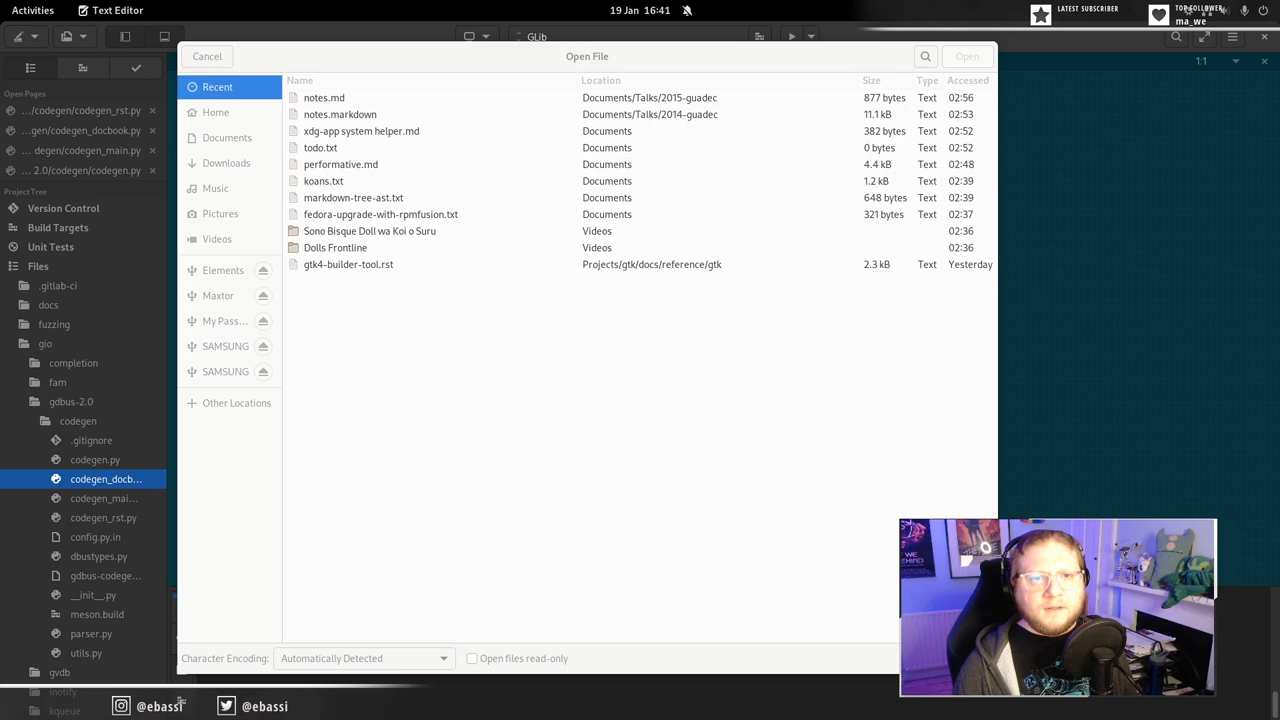 Activities
Text Editor
19 Jan 16:41
LATEST SUBSCRIBER
TOP FOLLOWER
ma_we
GLib
Cancel
Open File
Open
1:1
Open Pages
.../codegen/codegen_rst.py
...gen/codegen_docbook.py
... degen/codegen_main.py
... 2.0/codegen/codegen.py
Project Tree
Version Control
Build Targets
Unit Tests
Files
.gitlab-ci
docs
fuzzing
gio
completion
fam
gdbus-2.0
codegen
.gitignore
codegen.py
codegen_docb...
codegen_mai...
codegen_rst.py
config.py.in
dbustypes.py
gdbus-codege...
__init__.py
meson.build
parser.py
utils.py
gvdb
inotify
kqueue
Recent
Home
Documents
Downloads
Music
Pictures
Videos
Elements
Maxtor
My Pass...
SAMSUNG
SAMSUNG
Other Locations
Name Location Size Type Accessed
notes.md Documents/Talks/2015-guadec 877 bytes Text 02:56
notes.markdown Documents/Talks/2014-guadec 11.1 kB Text 02:53
xdg-app system helper.md Documents 382 bytes Text 02:52
todo.txt Documents 0 bytes Text 02:52
performative.md Documents 4.4 kB Text 02:48
koans.txt Documents 1.2 kB Text 02:39
markdown-tree-ast.txt Documents 648 bytes Text 02:39
fedora-upgrade-with-rpmfusion.txt Documents 321 bytes Text 02:37
Sono Bisque Doll wa Koi o Suru Videos 02:36
Dolls Frontline Videos 02:36
gtk4-builder-tool.rst Projects/gtk/docs/reference/gtk 2.3 kB Text Yesterday
Character Encoding: Automatically Detected
Open files read-only
@ebassi
@ebassi